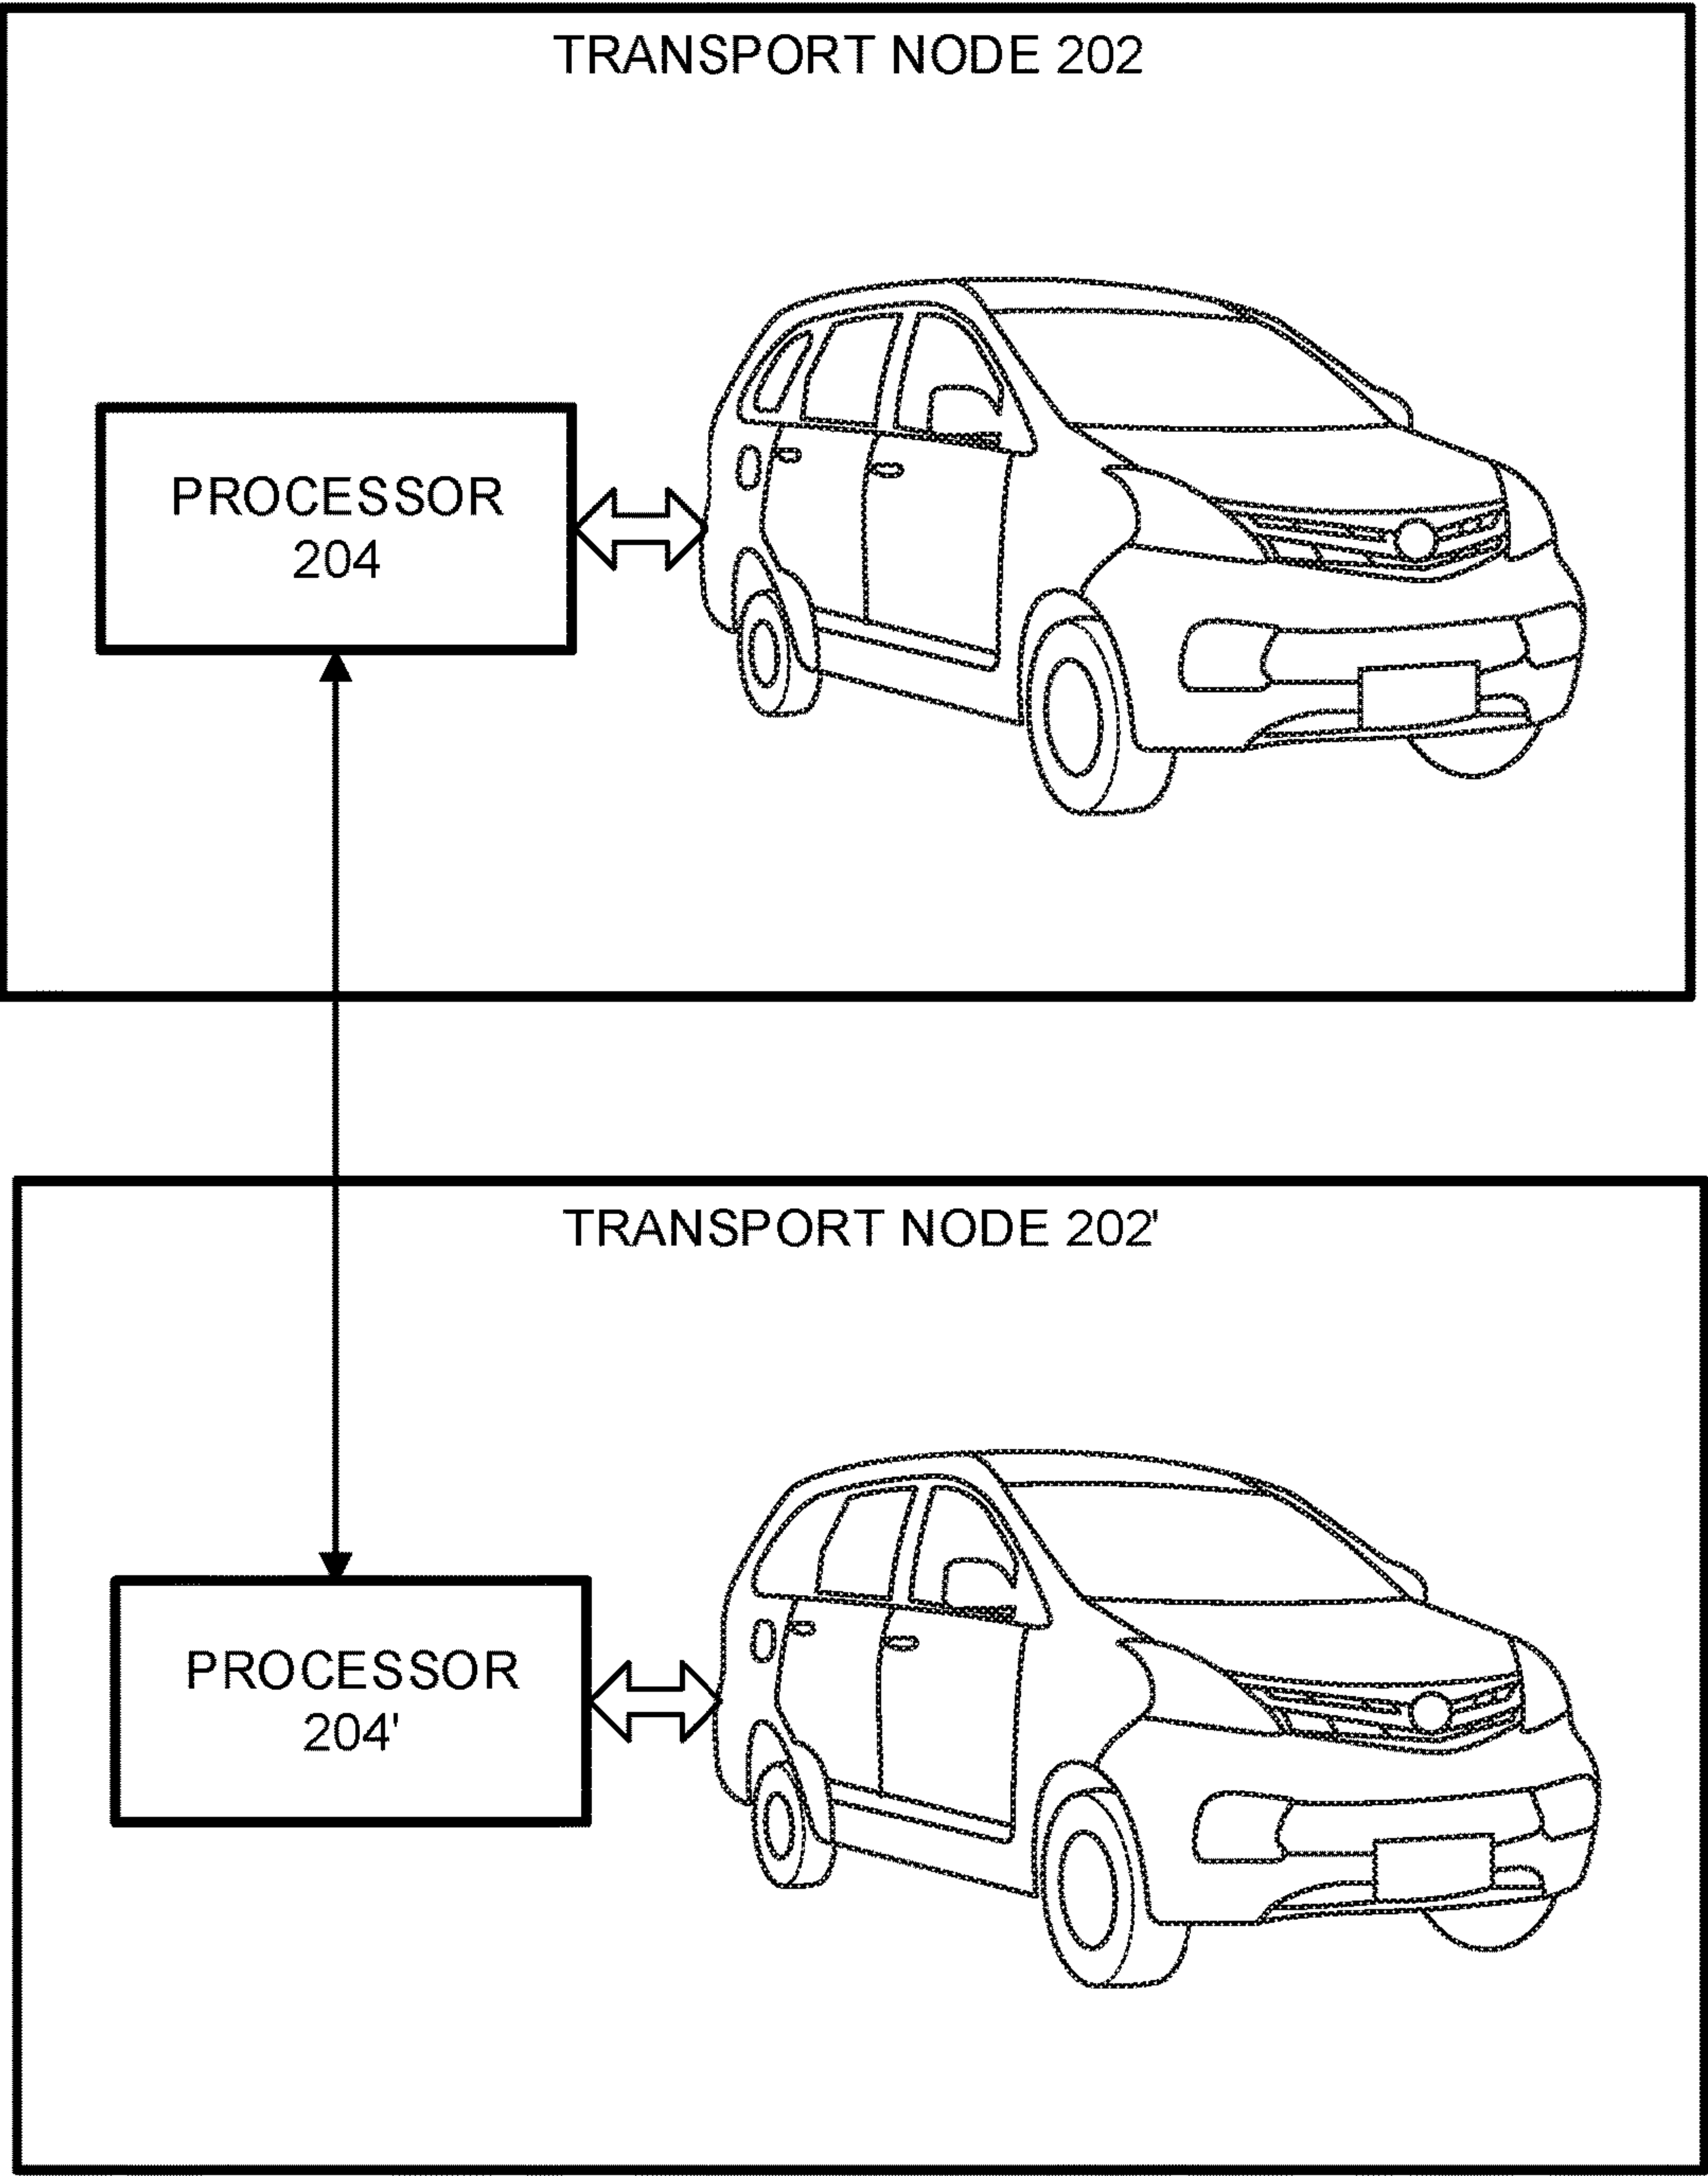 TRANSPORT NODE 202
PROCESSOR
204
TRANSPORT NODE 202'
PROCESSOR
204'